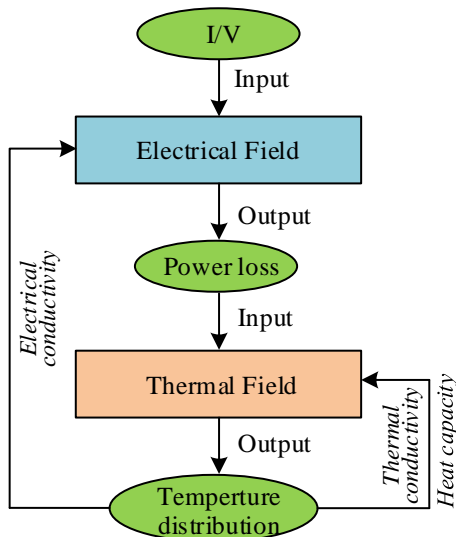 I/V
Input
Electrical Field
Output
Power loss
Input
Thermal Field
Output
Temperture
distribution
Electrical
conductivity
Thermal
conductivity
Heat capacity